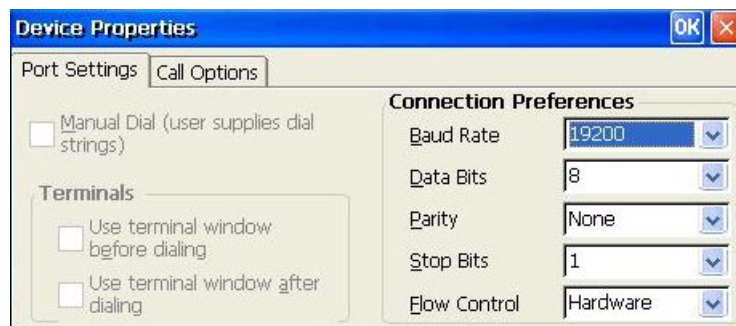 Device Properties OK
Port Settings Call Options
Manual Dial (user supplies dial
strings)
Terminals
Use terminal window
before dialing
Use terminal window after
dialing
Connection Preferences
Baud Rate 19200
Data Bits 8
Parity None
Stop Bits 1
Flow Control Hardware